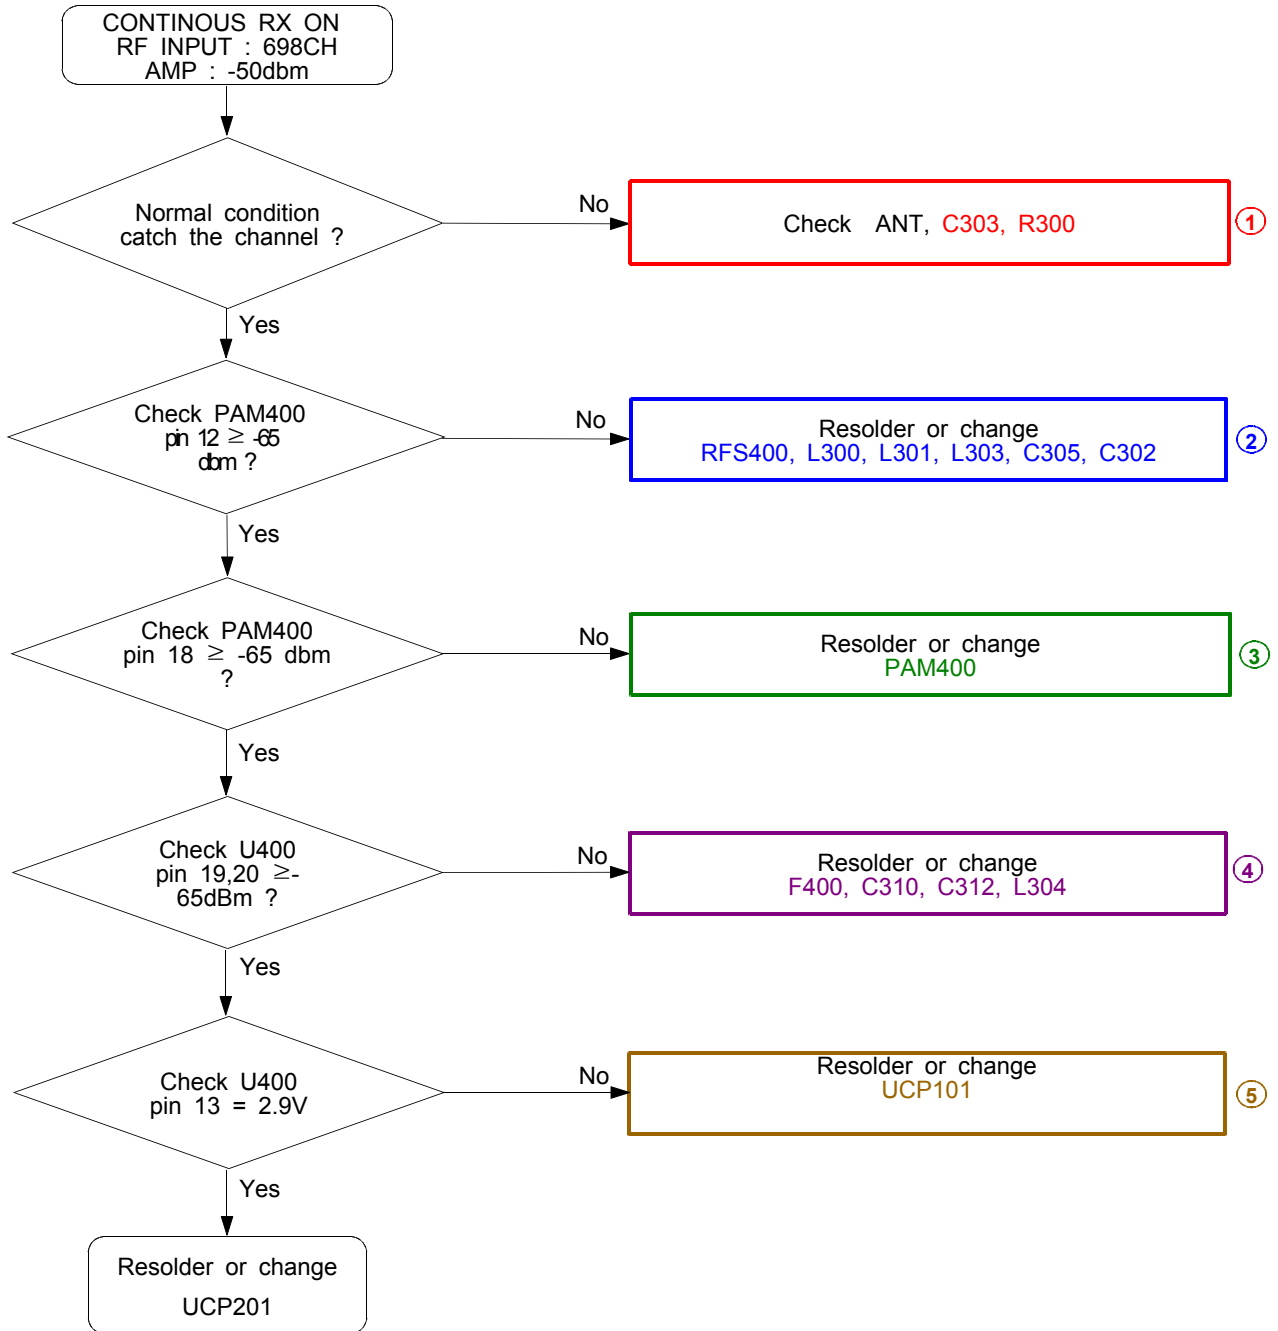 CONTINOUS RX ON
RF INPUT : 698CH
AMP : -50dbm
Normal condition
catch the channel ?
No
Check ANT, C303, R300
1
Yes
Check PAM400
pin 12 ≥ -65
dbm ?
No
Resolder or change
RFS400, L300, L301, L303, C305, C302
2
Yes
Check PAM400
pin 18 ≥ -65 dbm
?
No
Resolder or change
PAM400
3
Yes
Check U400
pin 19,20 ≥-
65dBm ?
No
Resolder or change
F400, C310, C312, L304
4
Yes
Check U400
pin 13 = 2.9V
No
Resolder or change
UCP101
5
Yes
Resolder or change
UCP201